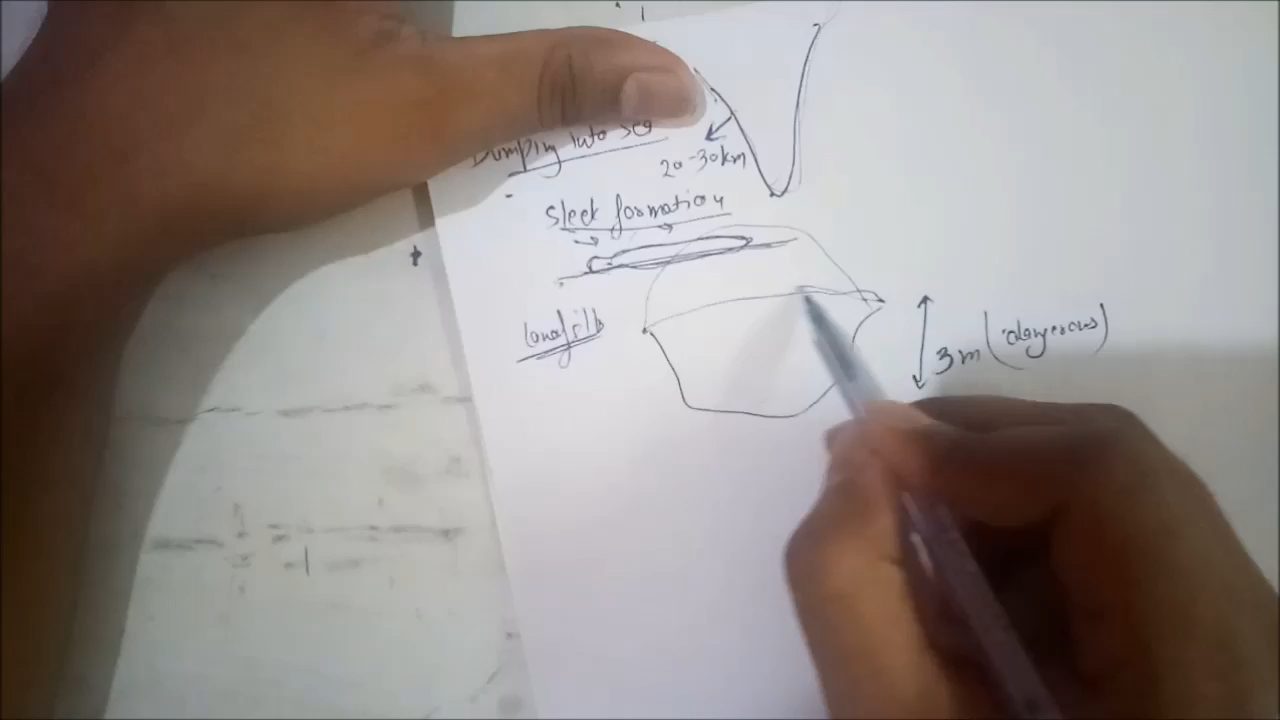 Dumping into sea
20-30km
Sleek formation
Landfills
3m (dangerous)